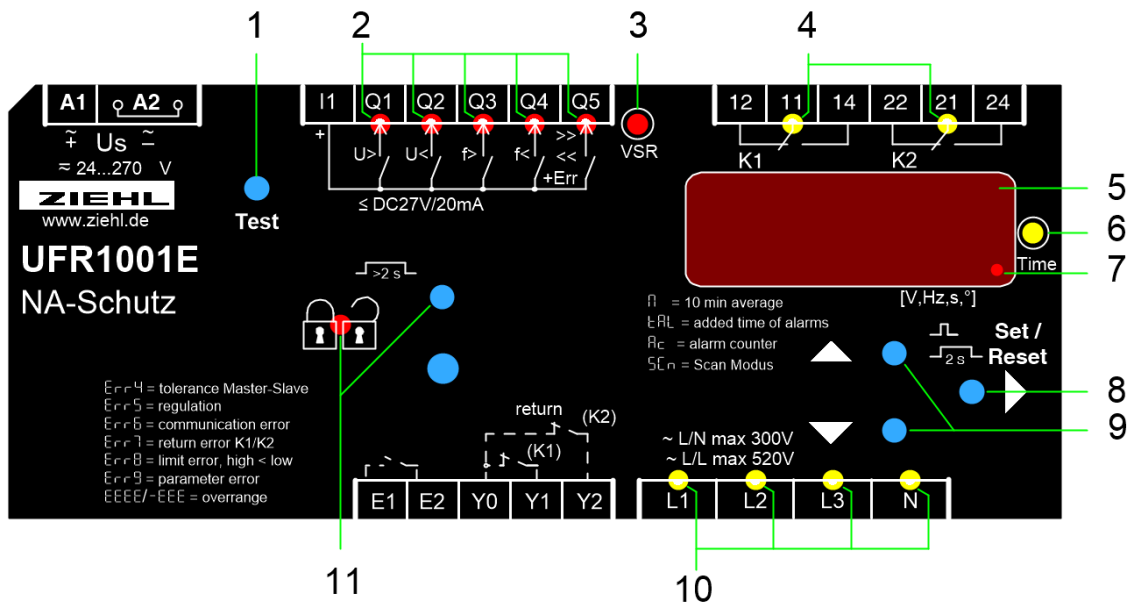 1 2 3 4
A1 A2 I1 Q1 Q2 Q3 Q4 Q5 12 11 14 22 21 24
~ Us ~
+ −
≂ 24...270 V
+ U> U< f> f< >> << +Err
VSR
K1 K2
≤ DC27V/20mA
ZIEHL
www.ziehl.de
Test
UFR1001E
NA-Schutz
>2 s
5
6
Time
7
[V,Hz,s,°]
n = 10 min average
tAL = added time of alarms
Ac = alarm counter
SCn = Scan Modus
Set /
2 s Reset
8
9
Err4 = tolerance Master-Slave
Err5 = regulation
Err6 = communication error
Err7 = return error K1/K2
Err8 = limit error, high < low
Err9 = parameter error
EEEE/-EEE = overrange
return (K2)
(K1)
~ L/N max 300V
~ L/L max 520V
E1 E2 Y0 Y1 Y2 L1 L2 L3 N
11 10